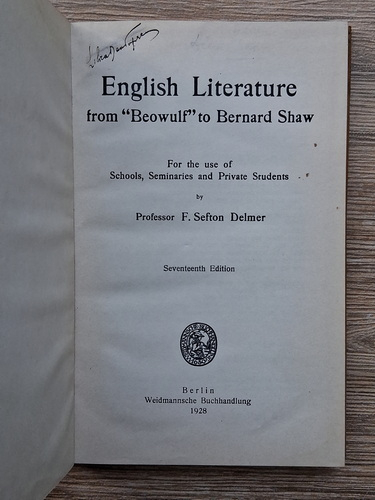 English Literature
from "Beowulf" to Bernard Shaw
For the use of
Schools, Seminaries and Private Students
by
Professor F. Sefton Delmer
Seventeenth Edition
Berlin
Weidmannsche Buchhandlung
1928